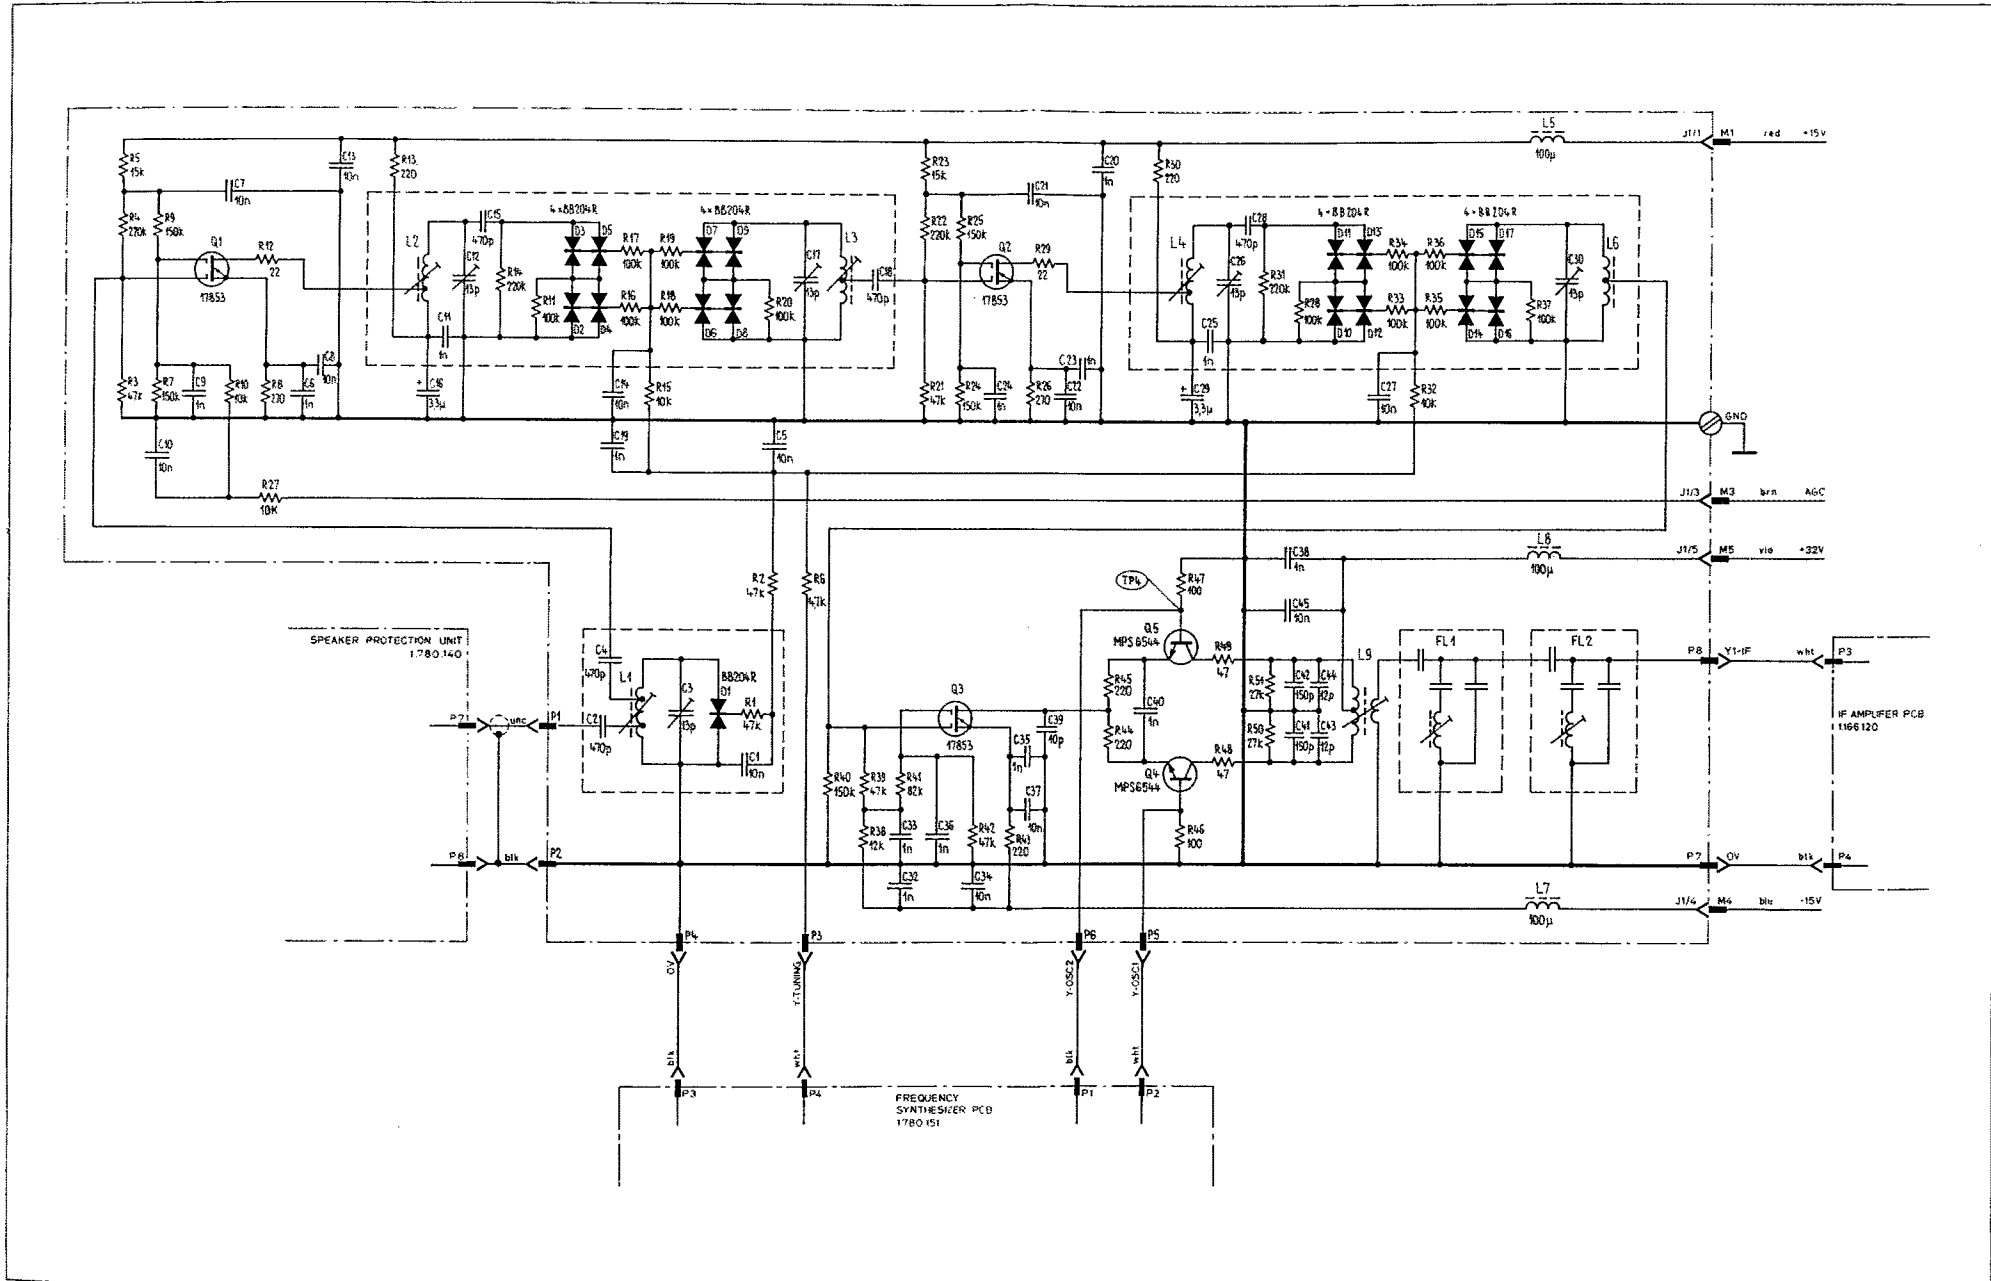 L5
100µ
J1/1
M1
red
+15V
R5
15k
C13
10n
R13
220
R23
15k
C20
1n
R30
220
C7
10n
C21
10n
R4
270k
R9
150k
Q1
17853
R12
22
4×BB204R
4×BB204R
L2
C12
13p
C15
470p
R14
220k
D3
D5
R17
100k
R19
100k
D7
D9
C17
13p
L3
C18
470p
R22
220k
R25
150k
Q2
17853
R29
22
4×BB204R
4×BB204R
L4
C26
13p
C28
470p
R31
220k
D11
D13
R34
100k
R36
100k
D15
D17
C30
13p
L6
R11
100k
D2
D4
R16
100k
R18
100k
D6
D8
R20
100k
R28
100k
D10
D12
R33
100k
R35
100k
D14
D16
R37
100k
C11
1n
C25
1n
R3
47k
R7
150k
C9
1n
R10
10k
R8
270
C6
1n
C8
10n
+
C16
3,3µ
C14
10n
R15
10k
R21
47k
R24
150k
C24
1n
R26
270
C22
10n
C23
1n
+
C29
3,3µ
C27
10n
R32
10k
GND
C10
10n
C19
1n
C5
10n
R27
10K
J1/3
M3
brn
AGC
L8
100µ
J1/5
M5
vio
+32V
C38
1n
C45
10n
R2
47k
R6
4,7k
TP4
R47
100
SPEAKER PROTECTION UNIT
1.780.140
C4
470p
L1
C3
13p
BB204R
D1
R1
47k
C2
470p
C1
10n
P7
unc
P1
Q5
MPS6544
R49
47
R45
220
C40
1n
R44
220
Q4
MPS6544
R48
47
R51
27k
C42
150p
C44
12p
R50
27k
C41
150p
C43
12p
L9
FL1
FL2
P8
Y1-IF
wht
P3
IF AMPLIFER PCB
1.166.120
Q3
17853
C39
10p
C35
1n
C37
10n
R40
150k
R39
47k
R41
82k
R38
12k
C33
1n
C36
1n
R42
47k
R43
220
R46
100
C32
1n
C34
10n
P8
blk
P2
P7
0V
blk
P4
L7
100µ
J1/4
M4
blu
-15V
P4
P3
P6
P5
0V
Y-TUNING
Y-OSC2
Y-OSC1
blk
wht
blk
wht
P3
P4
P1
P2
FREQUENCY
SYNTHESIZER PCB
1.780.151